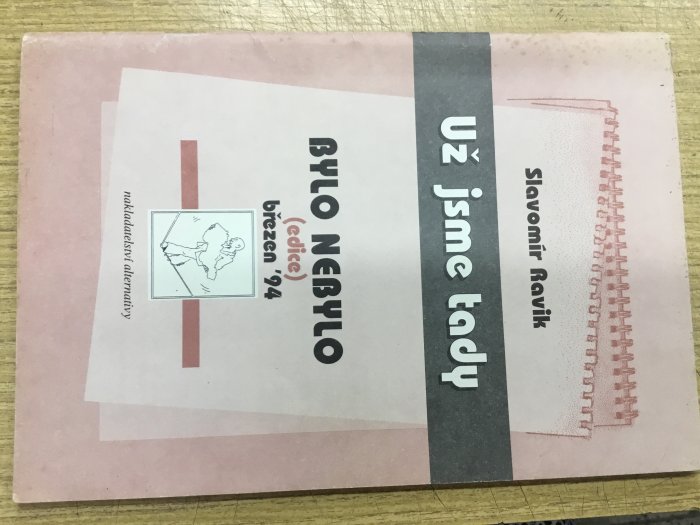 Slavomír Ravik
Už jsme tady
BYLO NEBYLO
(edice)
březen '94
nakladatelství alternativy